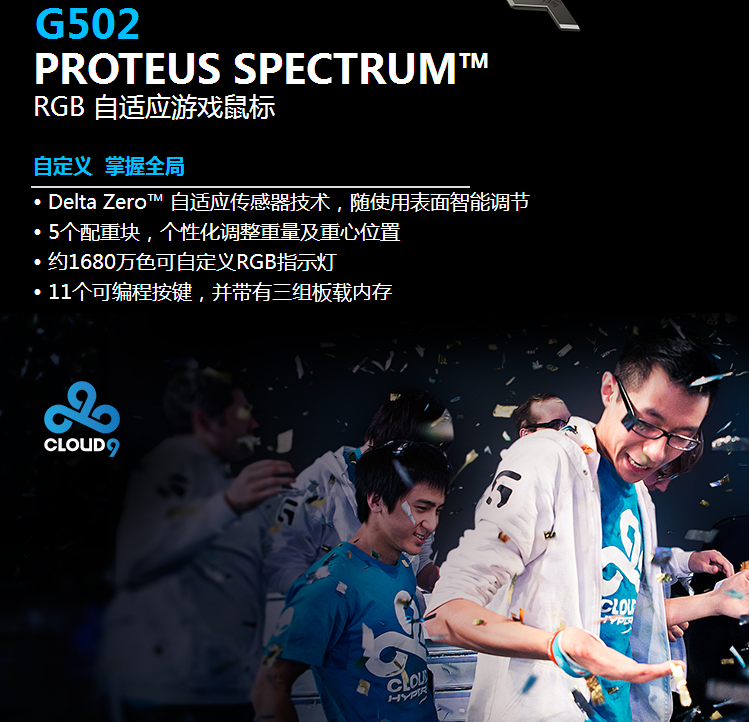 G502
PROTEUS SPECTRUM™
RGB 自适应游戏鼠标
自定义 掌握全局
• Delta Zero™ 自适应传感器技术，随使用表面智能调节
• 5个配重块，个性化调整重量及重心位置
• 约1680万色可自定义RGB指示灯
• 11个可编程按键，并带有三组板载内存
CLOUD9
CLOUD
HYPERX
CLOUD
HYPER